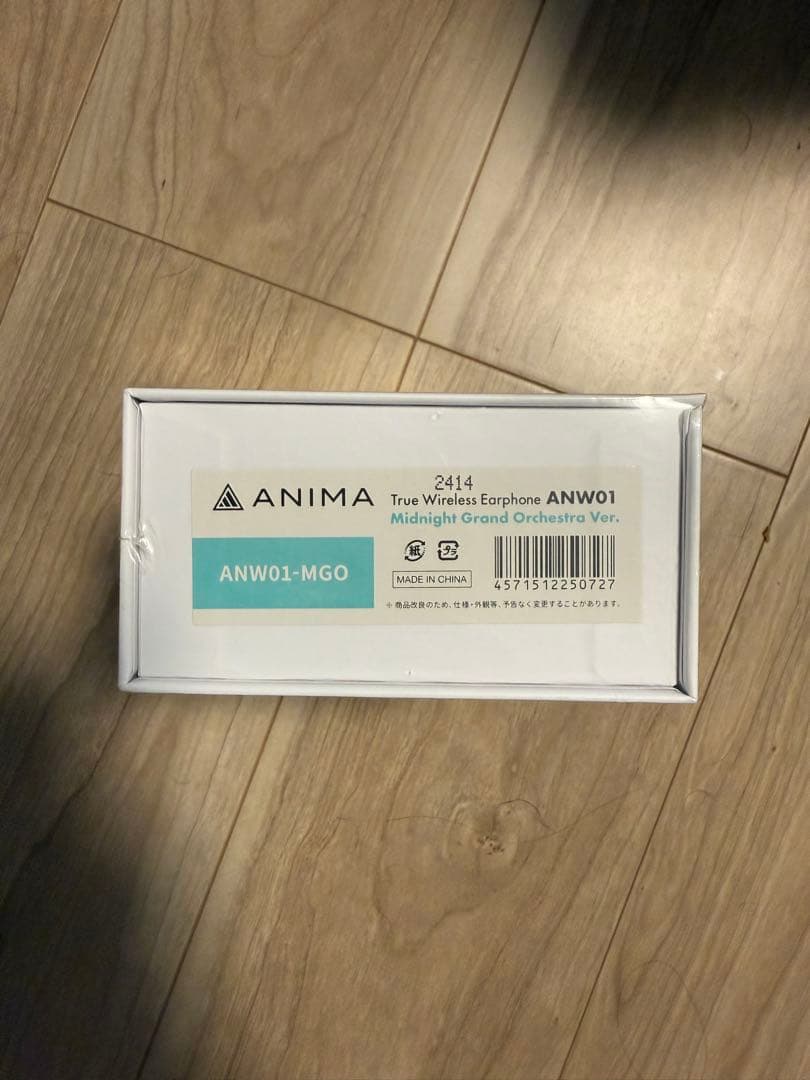 ANIMA
2414
True Wireless Earphone ANW01
Midnight Grand Orchestra Ver.
ANW01-MGO
紙 プラ
MADE IN CHINA
4571512250727
※ 商品改良のため、仕様・外観等、予告なく変更することがあります。